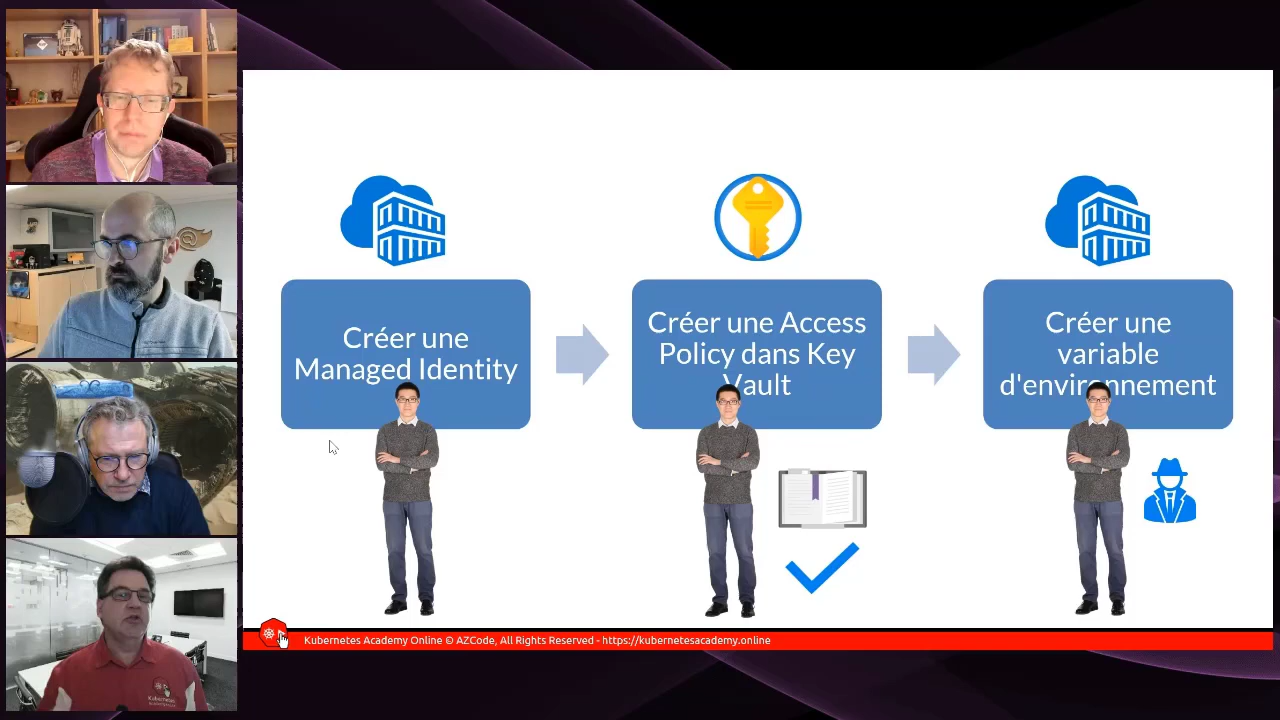 Créer une
Managed Identity
Créer une Access
Policy dans Key
Vault
Créer une
variable
d'environnement
Kubernetes Academy Online © AZCode, All Rights Reserved - https://kubernetesacademy.online
Kubernetes